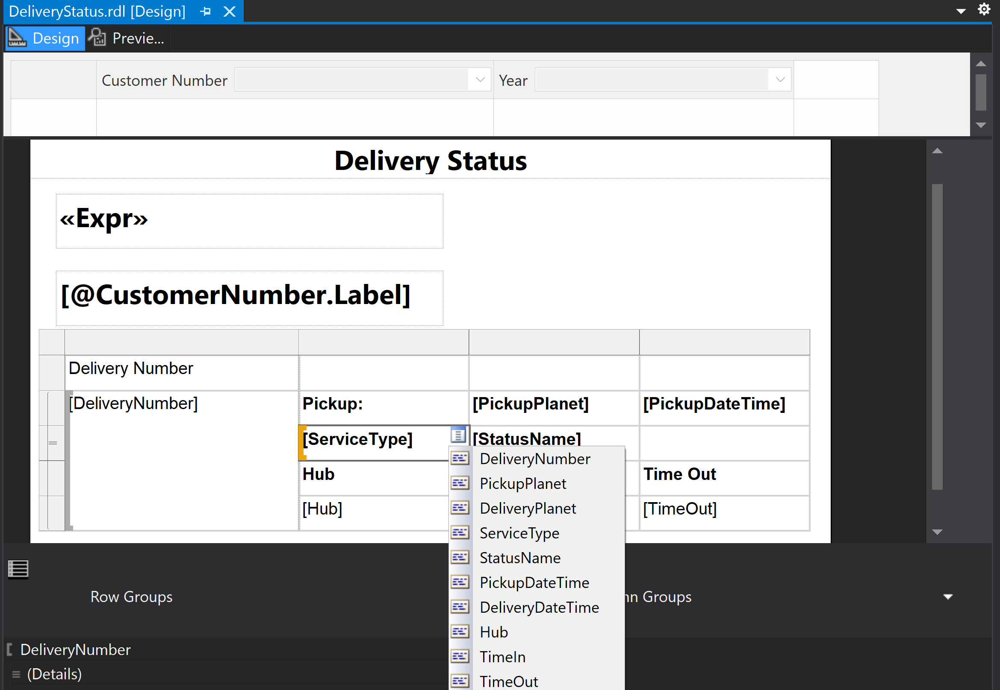 DeliveryStatus.rdl [Design]
Design Previe...
Customer Number Year
Delivery Status
«Expr»
[@CustomerNumber.Label]
Delivery Number
[DeliveryNumber] Pickup: [PickupPlanet] [PickupDateTime]
[ServiceType] [StatusName]
Hub Time Out
[Hub] [TimeOut]
DeliveryNumber
PickupPlanet
DeliveryPlanet
ServiceType
StatusName
PickupDateTime
DeliveryDateTime
Hub
TimeIn
TimeOut
Row Groups Groups
DeliveryNumber
(Details)